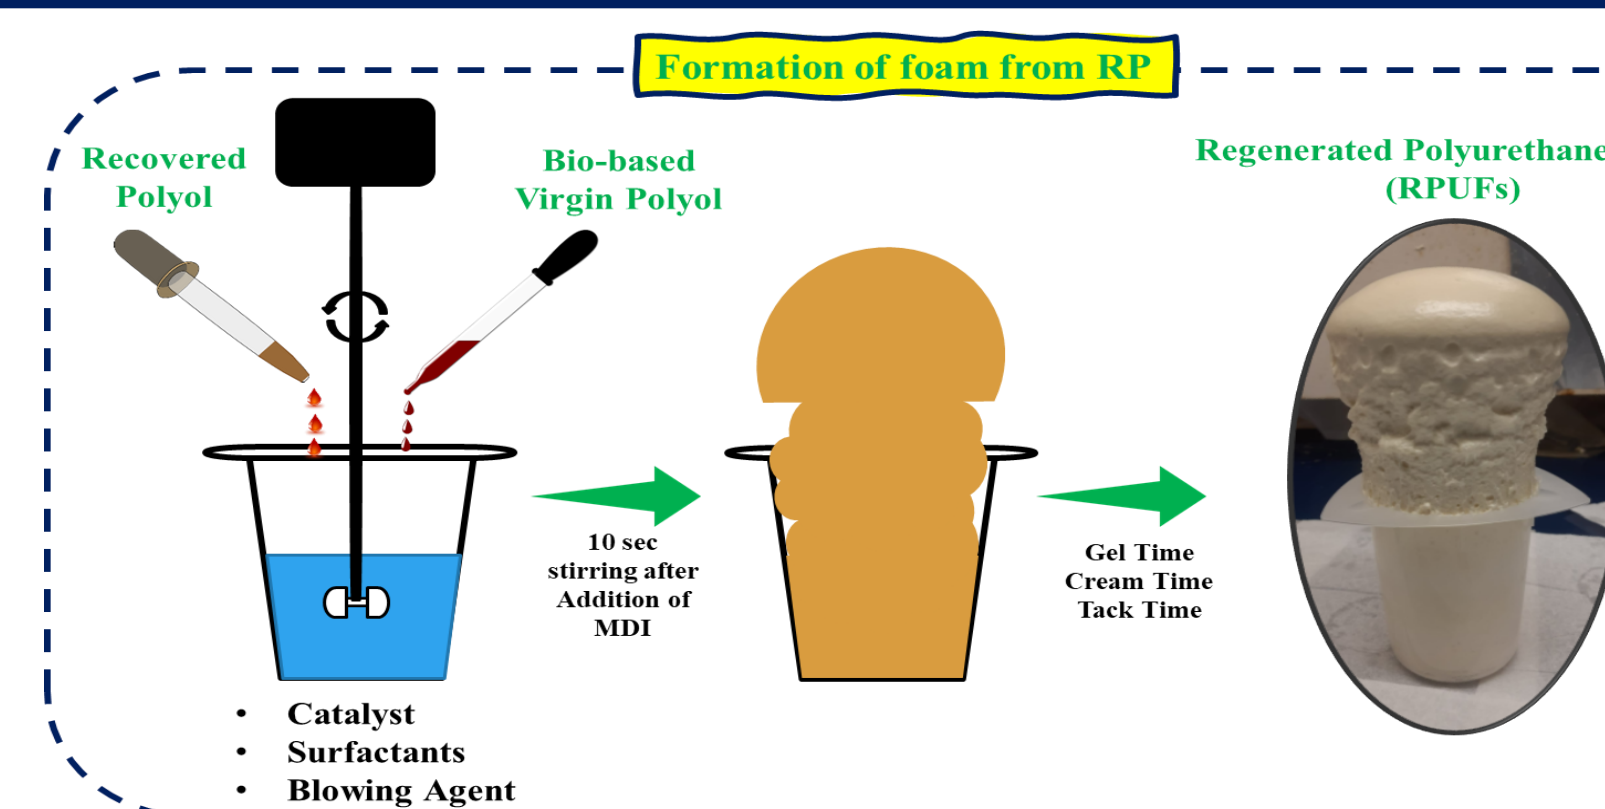 Formation of foam from RP
Recovered
Polyol
Bio-based
Virgin Polyol
Regenerated Polyurethane
(RPUFs)
10 sec
stirring after
Addition of
MDI
Gel Time
Cream Time
Tack Time
• Catalyst
• Surfactants
• Blowing Agent